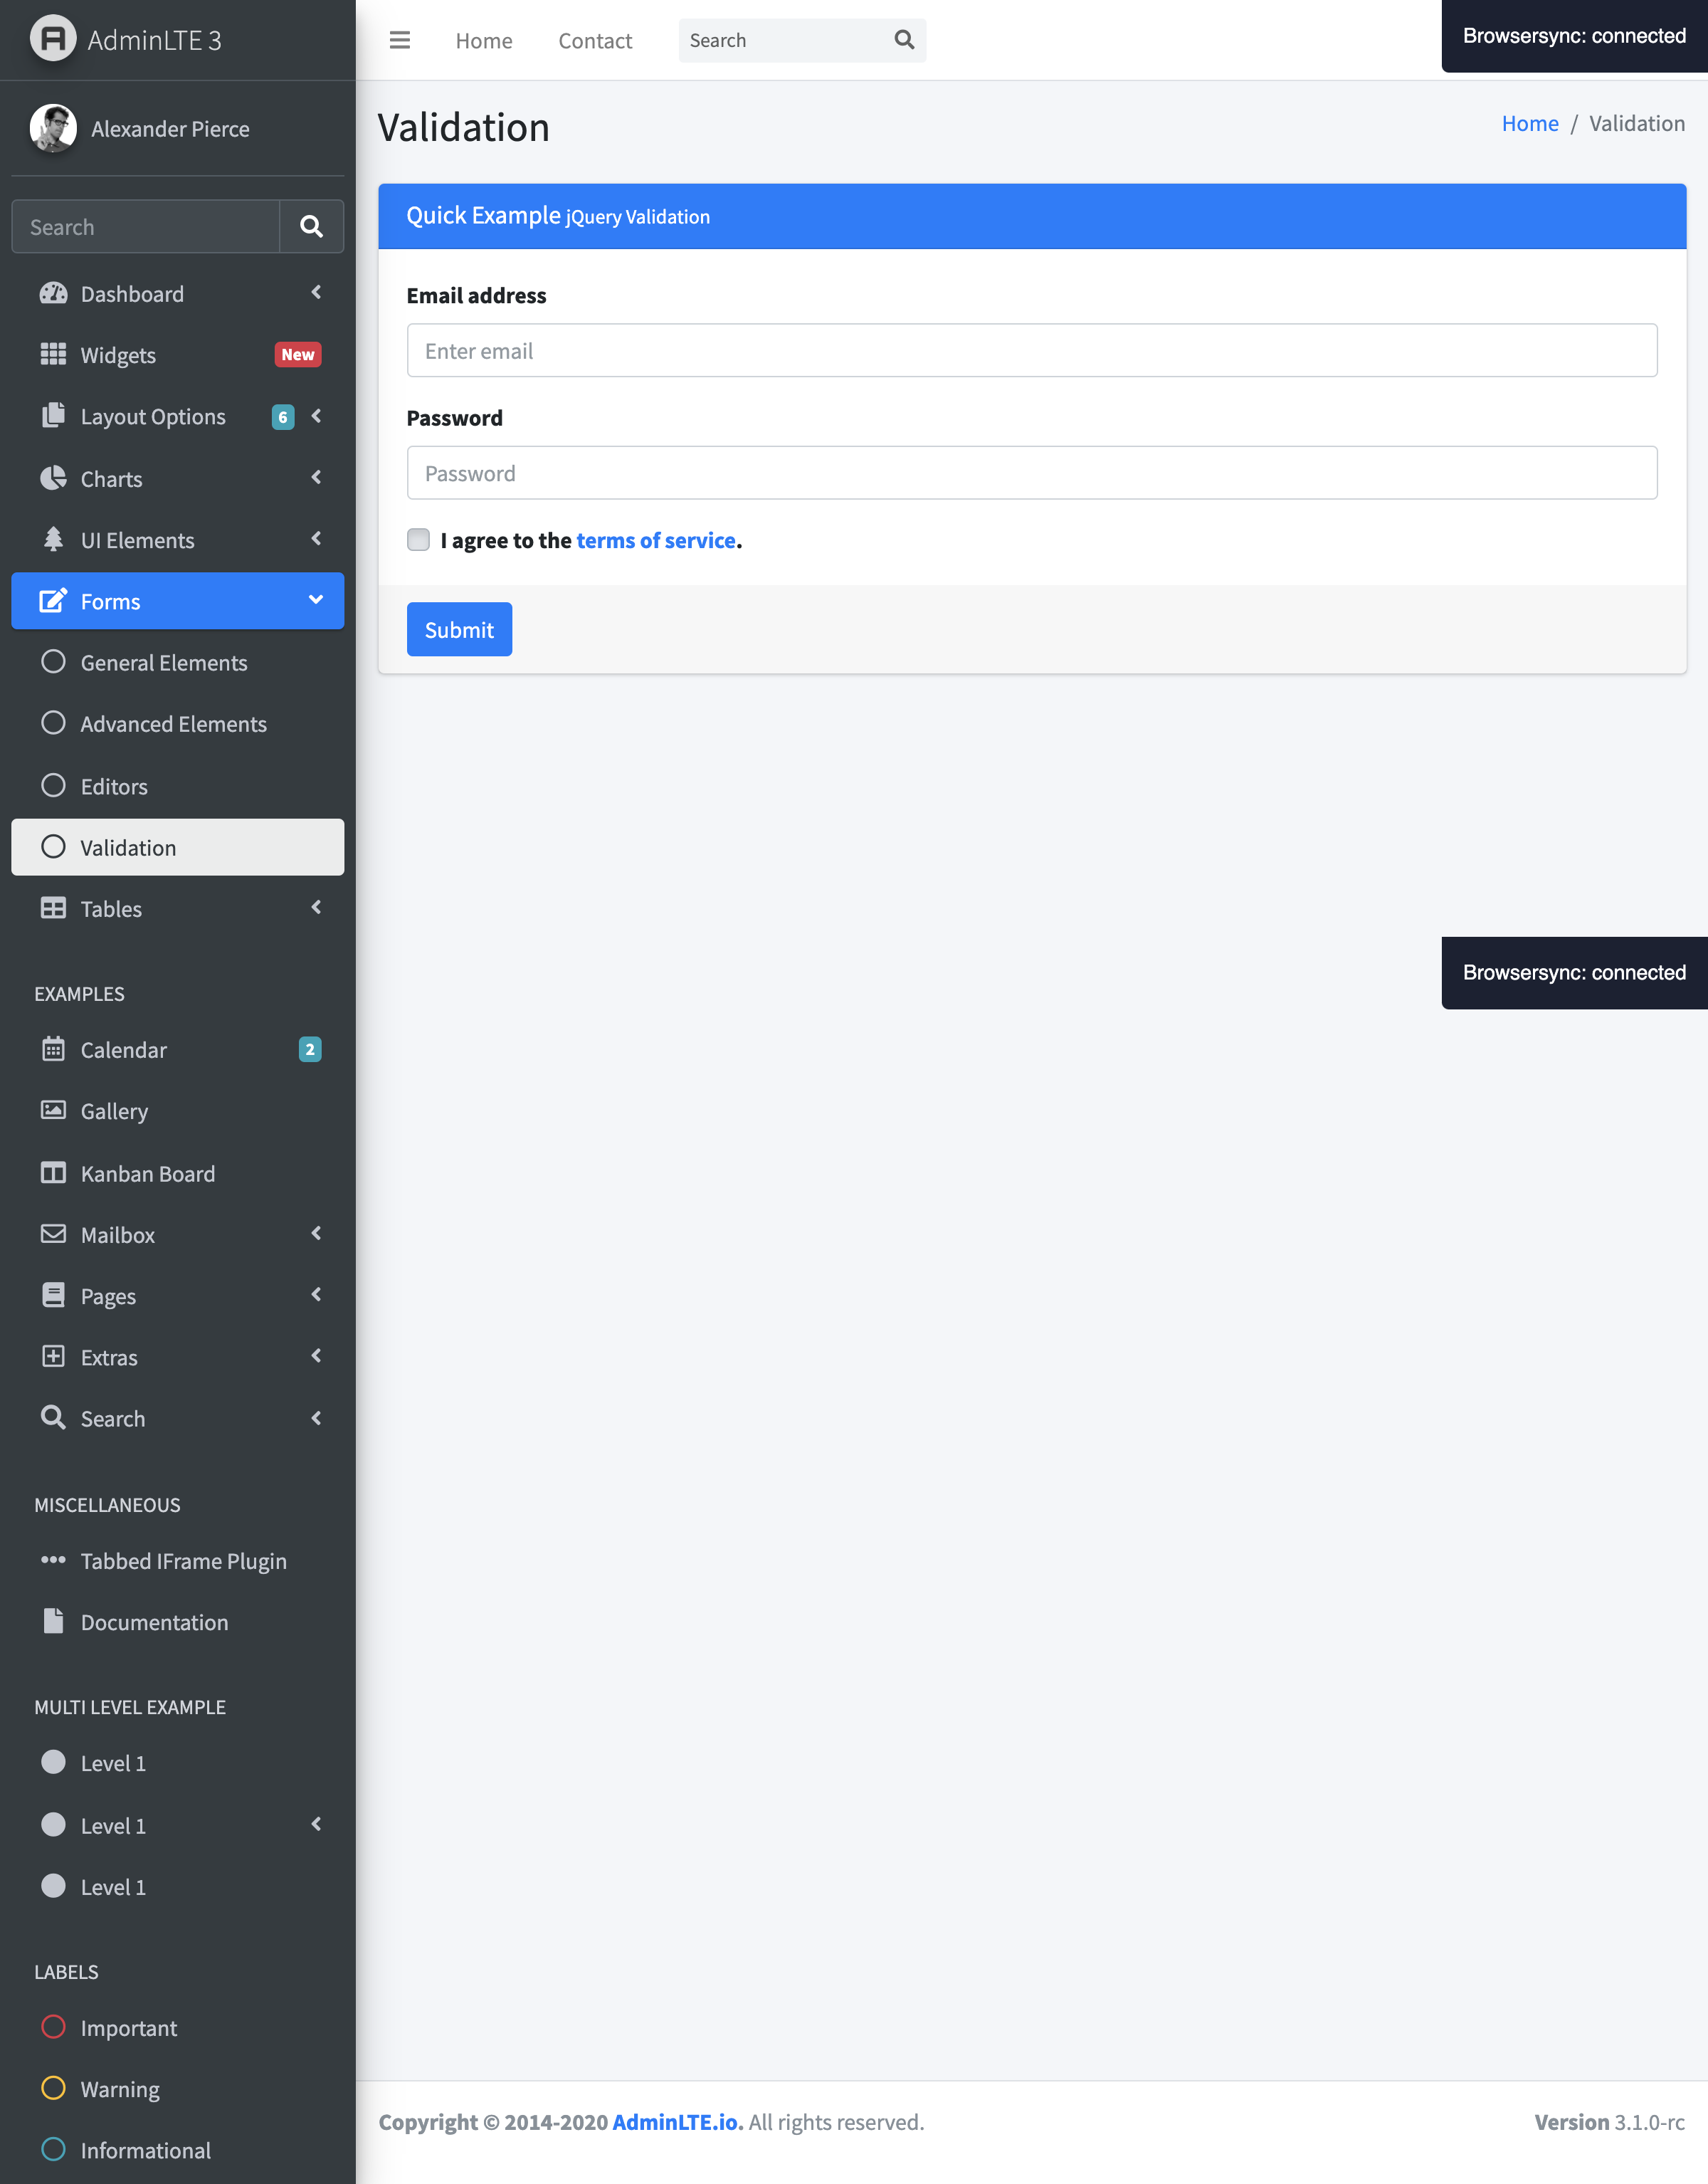 AdminLTE 3
Alexander Pierce
Search
Dashboard
Widgets New
Layout Options 6
Charts
UI Elements
Forms
General Elements
Advanced Elements
Editors
Validation
Tables
EXAMPLES
Calendar 2
Gallery
Kanban Board
Mailbox
Pages
Extras
Search
MISCELLANEOUS
Tabbed IFrame Plugin
Documentation
MULTI LEVEL EXAMPLE
Level 1
Level 1
Level 1
LABELS
Important
Warning
Informational
Home Contact Search
Browsersync: connected
Validation
Home / Validation
Quick Example jQuery Validation
Email address
Enter email
Password
Password
I agree to the terms of service.
Submit
Browsersync: connected
Copyright © 2014-2020 AdminLTE.io. All rights reserved.
Version 3.1.0-rc